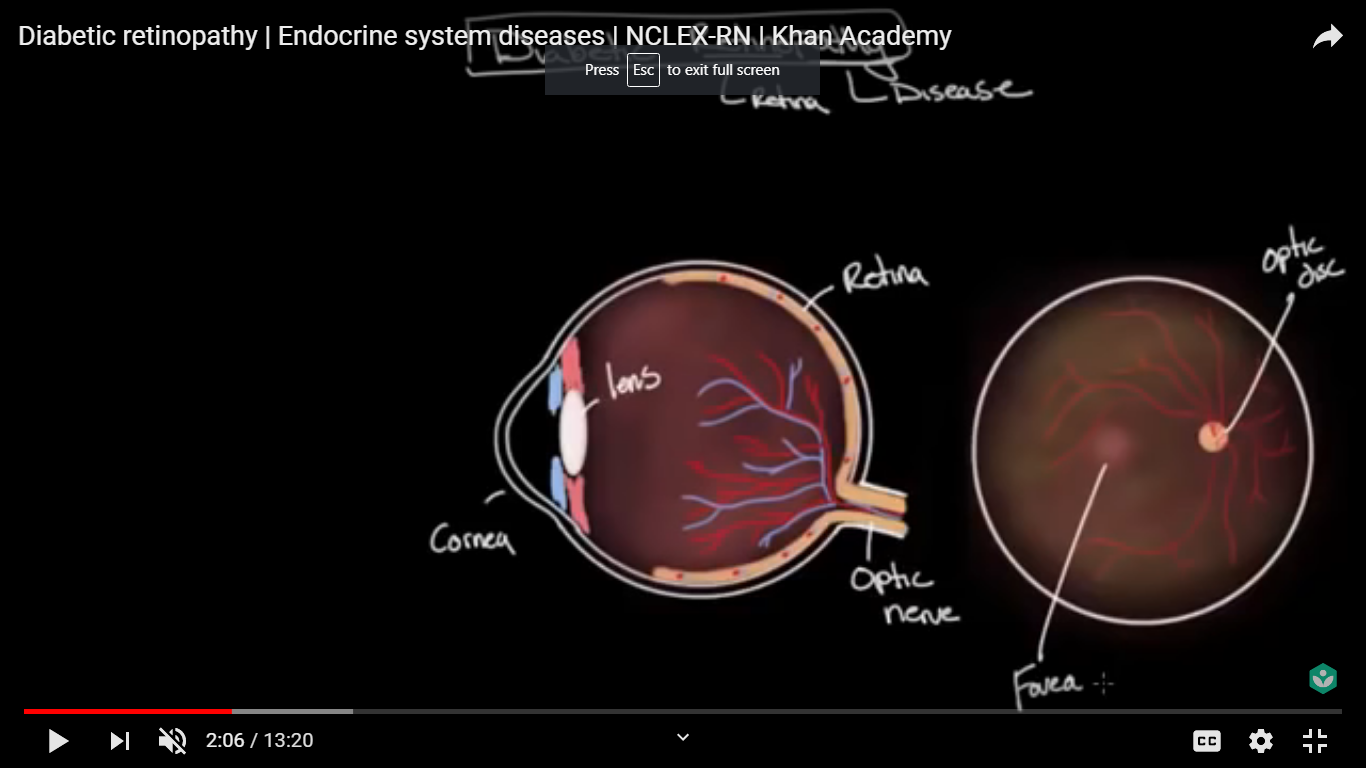 Diabetic retinopathy | Endocrine system diseases | NCLEX-RN | Khan Academy
Press Esc to exit full screen
Retina Disease
Optic
disc
Retina
lens
Cornea
Optic
nerve
Fovea
2:06 / 13:20
CC